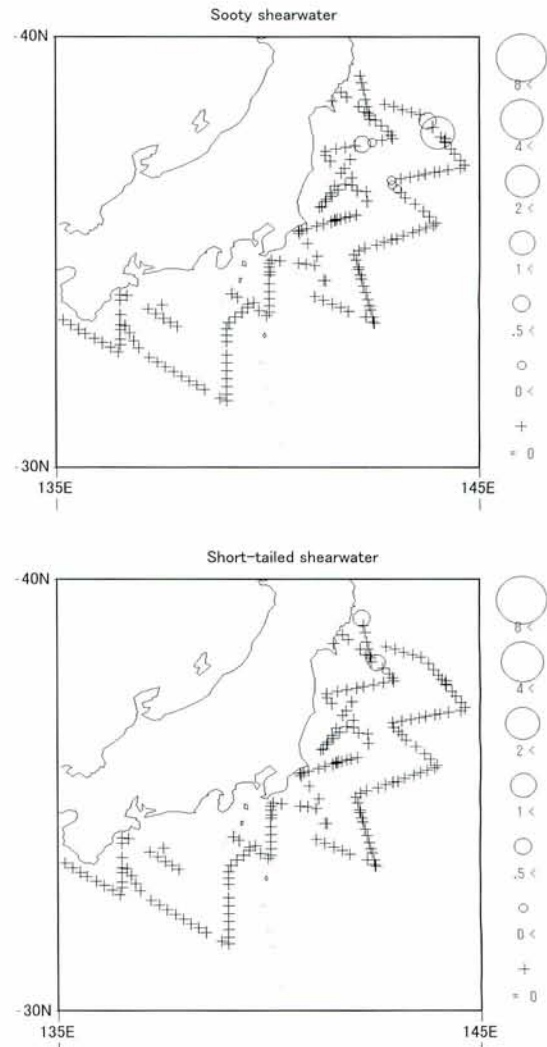 Sooty shearwater
-40N
8 <
4 <
2 <
1 <
.5 <
0 <
= 0
-30N
135E
145E
Short-tailed shearwater
-40N
8 <
4 <
2 <
1 <
.5 <
0 <
= 0
-30N
135E
145E